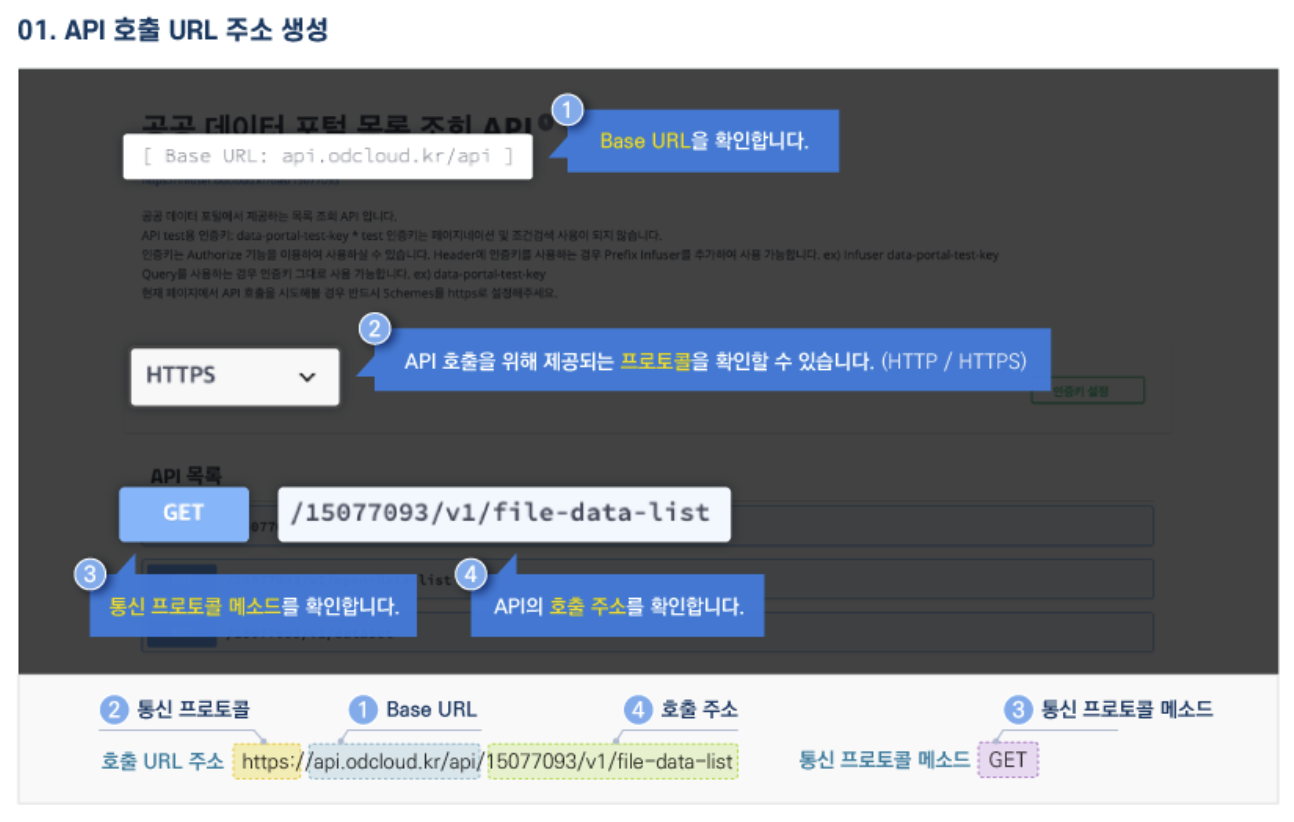 01. API 호출 URL 주소 생성
공공 데이터 포털 목록 조회 API
1
Base URL을 확인합니다.
[ Base URL: api.odcloud.kr/api ]
공공 데이터 포털에서 제공하는 목록 조회 API 입니다.
API test용 인증키: data-portal-test-key * test 인증키는 페이지네이션 및 조건검색 사용이 되지 않습니다.
인증키는 Authorize 기능을 이용하여 사용하실 수 있습니다. Header에 인증키를 사용하는 경우 Prefix Infuser를 추가하여 사용 가능합니다. ex) Infuser data-portal-test-key
Query를 사용하는 경우 인증키 그대로 사용 가능합니다. ex) data-portal-test-key
현재 페이지에서 API 호출을 시도해볼 경우 반드시 Schemes를 https로 설정해주세요.
2
HTTPS
API 호출을 위해 제공되는 프로토콜을 확인할 수 있습니다. (HTTP / HTTPS)
인증키 설정
API 목록
GET
/15077093/v1/file-data-list
3
통신 프로토콜 메소드를 확인합니다.
list
4
API의 호출 주소를 확인합니다.
2 통신 프로토콜 1 Base URL 4 호출 주소 3 통신 프로토콜 메소드
호출 URL 주소 https://api.odcloud.kr/api/15077093/v1/file-data-list 통신 프로토콜 메소드 GET